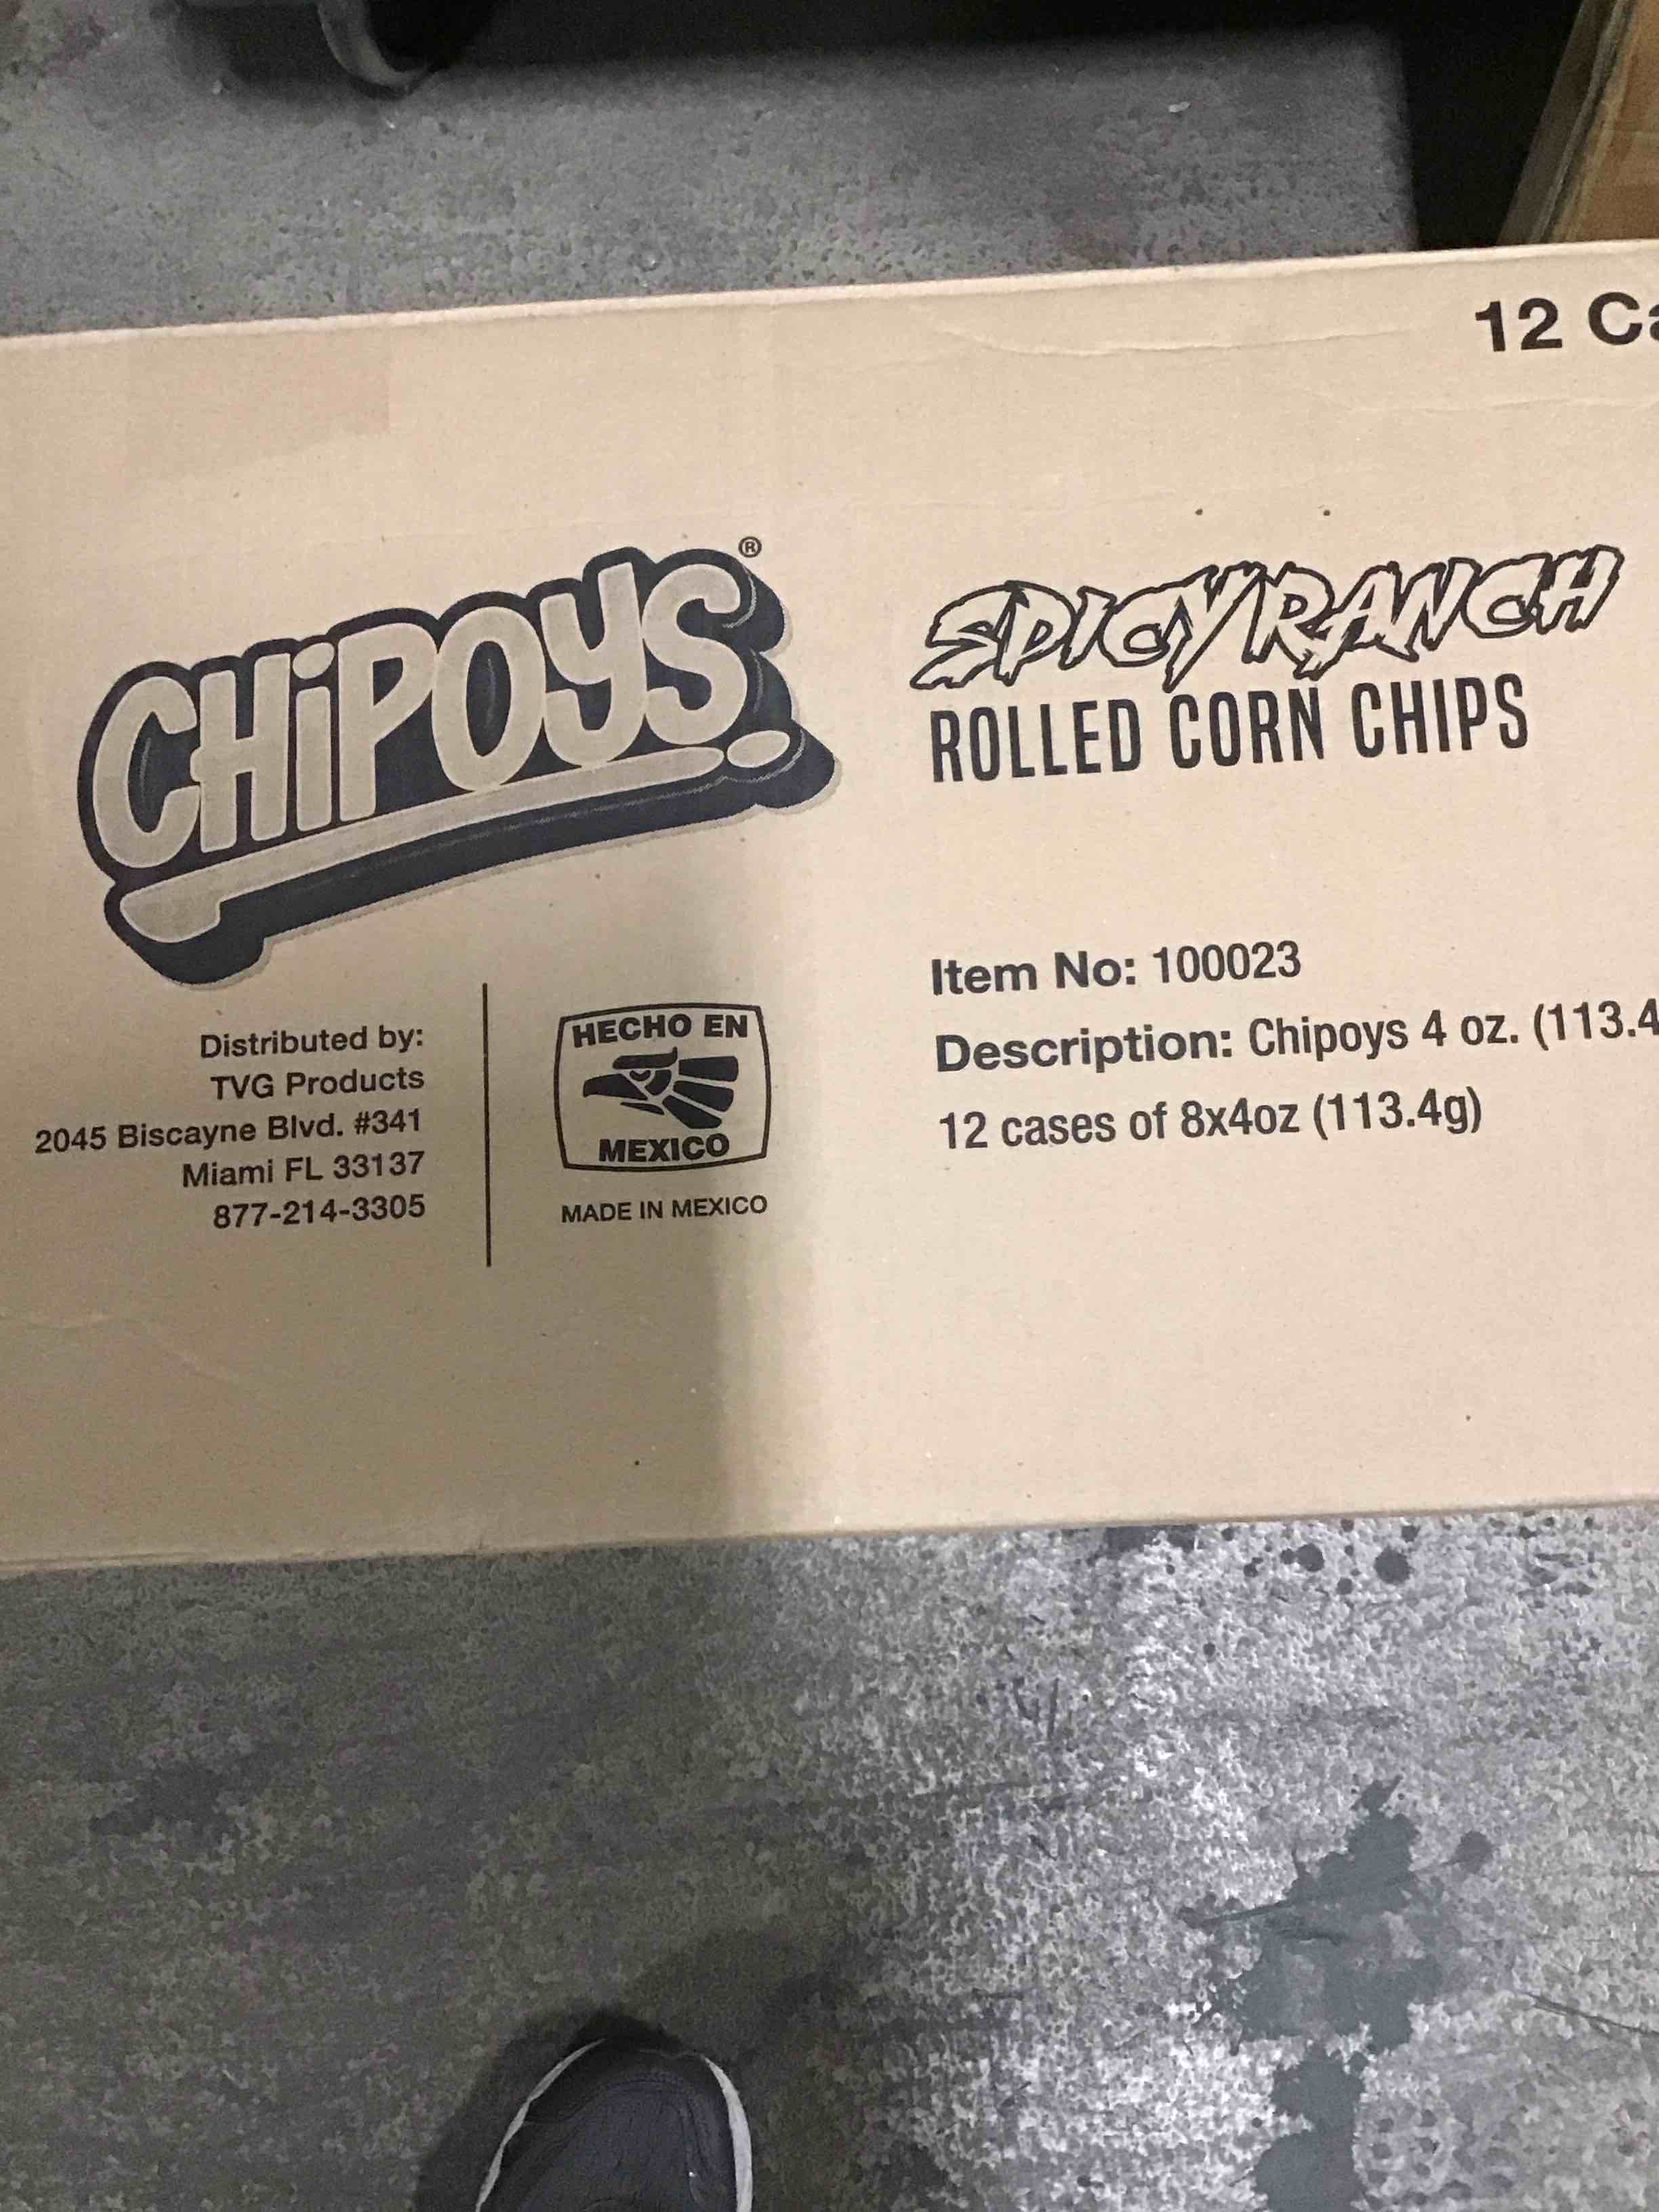 12
CHiPOYS®
SPICY RANCH
ROLLED CORN CHIPS
Distributed by:
TVG Products
2045 Biscayne Blvd. #341
Miami FL 33137
877-214-3305
HECHO EN
MEXICO
MADE IN MEXICO
Item No: 100023
Description: Chipoys 4 oz. (113.4
12 cases of 8x4oz (113.4g)